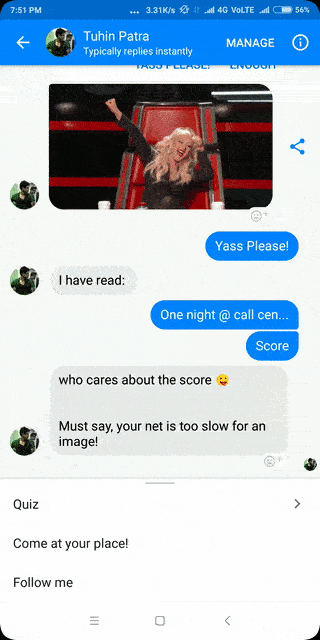 7:51 PM ... 3.31K/s 4G VoLTE 56%
Tuhin Patra
Typically replies instantly
MANAGE
YASS PLEASE! ENOUGH
Yass Please!
I have read:
One night @ call cen...
Score
who cares about the score 😜
Must say, your net is too slow for an
image!
Quiz
Come at your place!
Follow me